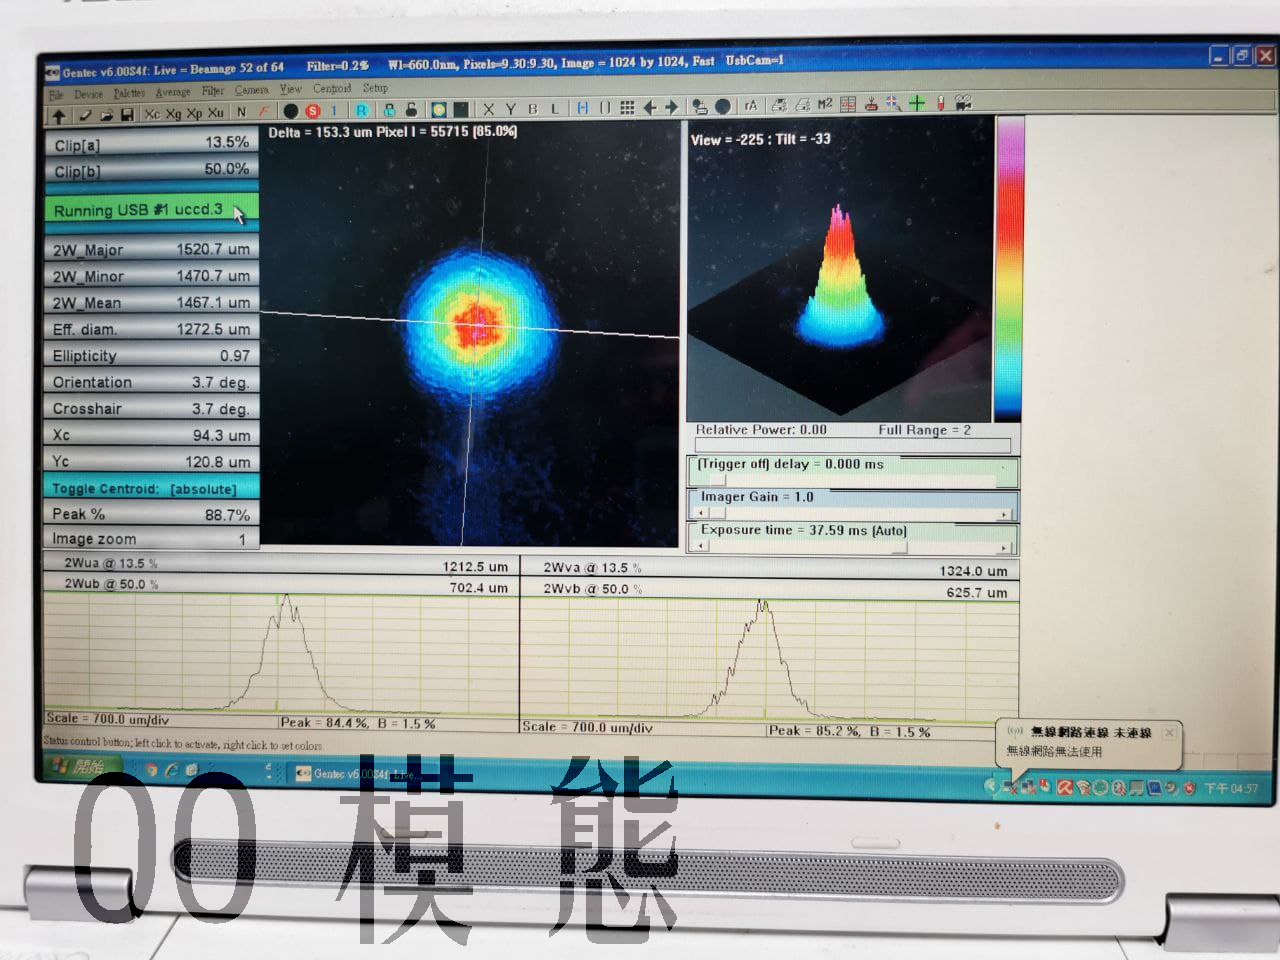 Gentec v6.00S4f: Live = Beamage 52 of 64 Filter=0.2% Wl=660.0nm, Pixels=9.30:9.30, Image = 1024 by 1024, Fast UsbCam=1
File Device Palettes Average Filter Camera View Centroid Setup
Xc Xg Xp Xu N F S 1 R X Y B L rA M2
Clip[a] 13.5%
Clip[b] 50.0%
Running USB #1 uccd.3
2W_Major 1520.7 um
2W_Minor 1470.7 um
2W_Mean 1467.1 um
Eff. diam. 1272.5 um
Ellipticity 0.97
Orientation 3.7 deg.
Crosshair 3.7 deg.
Xc 94.3 um
Yc 120.8 um
Toggle Centroid: [absolute]
Peak % 88.7%
Image zoom 1
Delta = 153.3 um Pixel I = 55715 (85.0%)
View = -225 : Tilt = -33
Relative Power: 0.00 Full Range = 2
(Trigger off) delay = 0.000 ms
Imager Gain = 1.0
Exposure time = 37.59 ms (Auto)
2Wua @ 13.5 % 1212.5 um
2Wub @ 50.0 % 702.4 um
2Wva @ 13.5 % 1324.0 um
2Wvb @ 50.0 % 625.7 um
Scale = 700.0 um/div Peak = 84.4 %, B = 1.5 %
Scale = 700.0 um/div Peak = 85.2 %, B = 1.5 %
Status control button; left click to activate, right click to set colors
無線網路連線 未連線
無線網路無法使用
開始
Gentec v6.00S4f: Live...
下午 04:57
00 模態